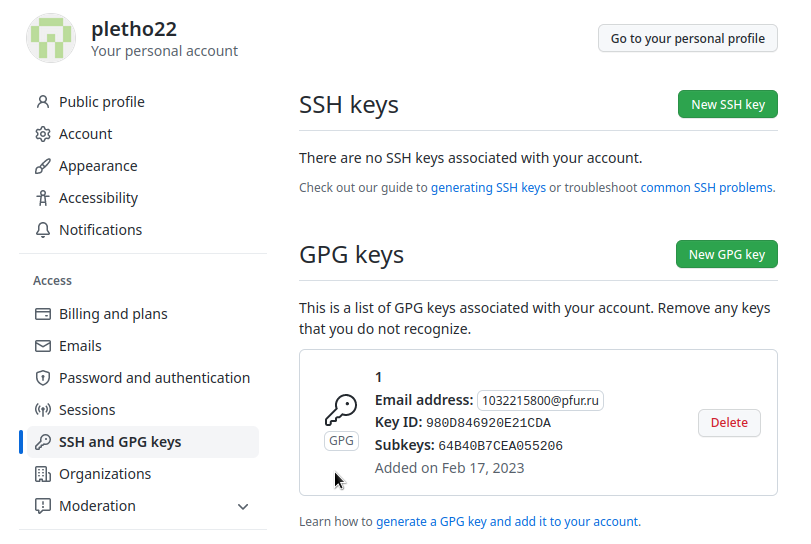 pletho22
Your personal account
Go to your personal profile
Public profile
Account
Appearance
Accessibility
Notifications
Access
Billing and plans
Emails
Password and authentication
Sessions
SSH and GPG keys
Organizations
Moderation
SSH keys
New SSH key
There are no SSH keys associated with your account.
Check out our guide to generating SSH keys or troubleshoot common SSH problems.
GPG keys
New GPG key
This is a list of GPG keys associated with your account. Remove any keys
that you do not recognize.
1
Email address: 1032215800@pfur.ru
Key ID: 980D846920E21CDA
GPG
Subkeys: 64B40B7CEA055206
Added on Feb 17, 2023
Delete
Learn how to generate a GPG key and add it to your account.